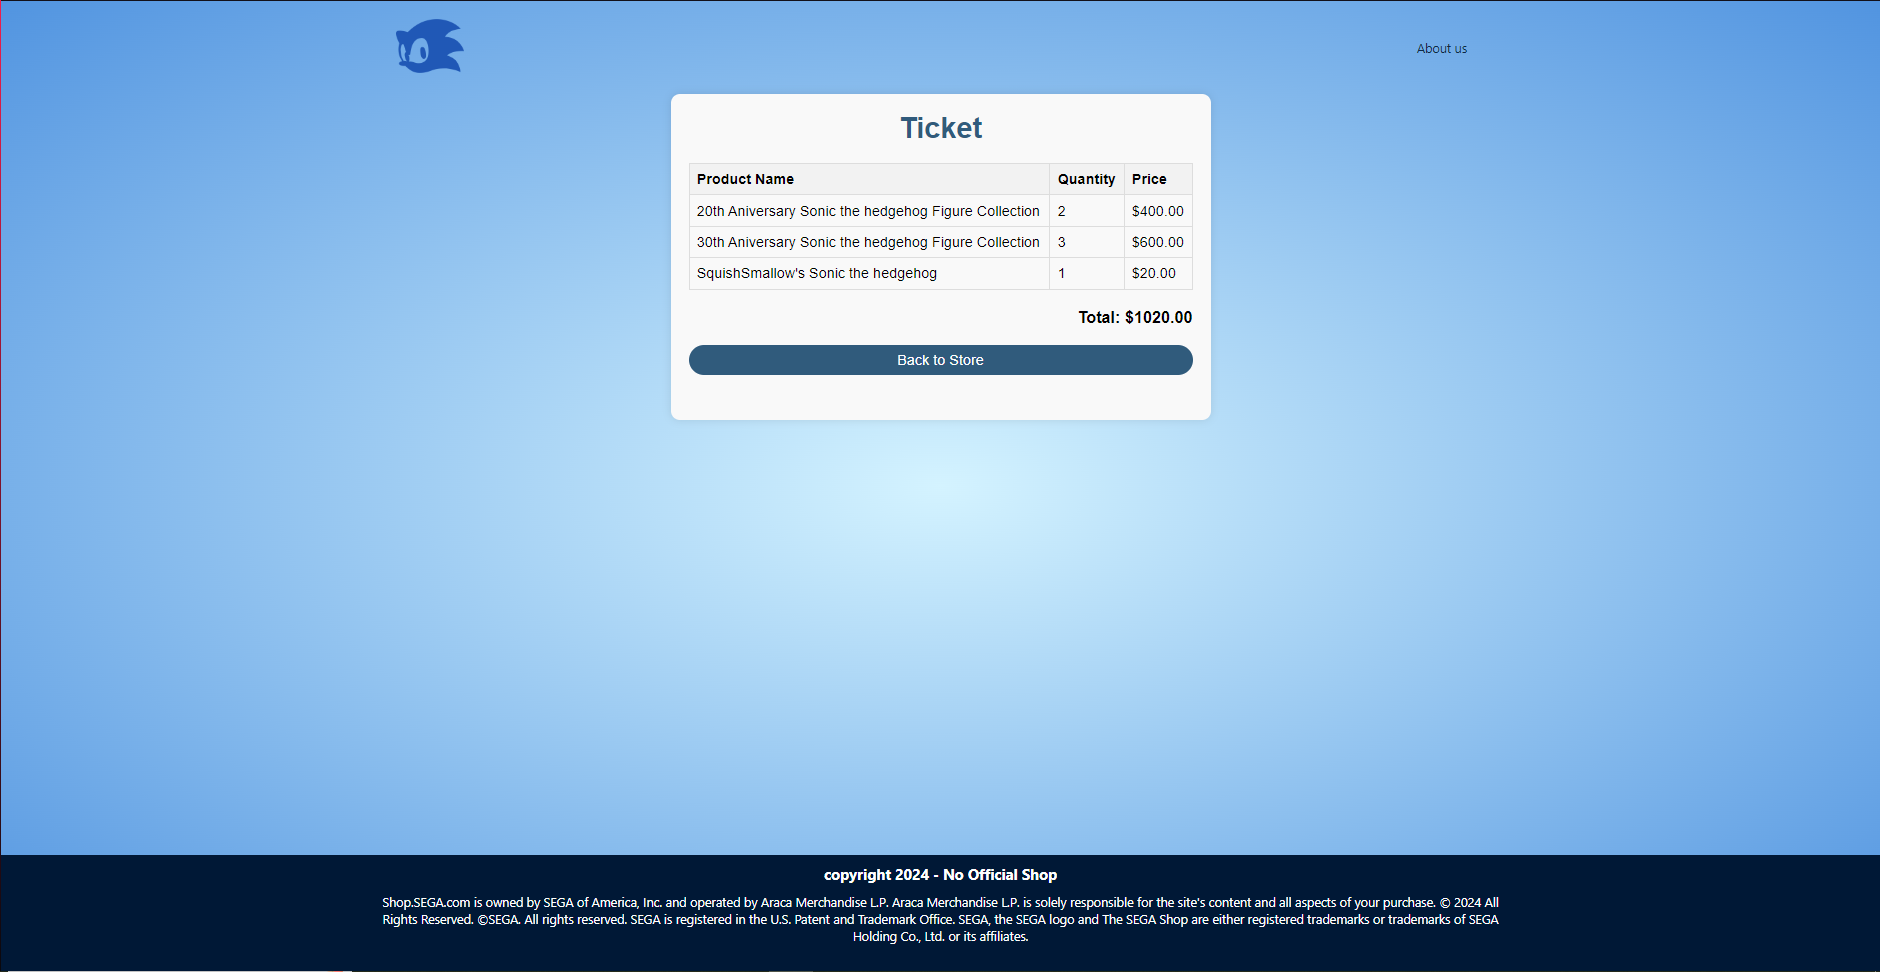 About us
Ticket
Product Name Quantity Price
20th Aniversary Sonic the hedgehog Figure Collection 2 $400.00
30th Aniversary Sonic the hedgehog Figure Collection 3 $600.00
SquishSmallow's Sonic the hedgehog 1 $20.00
Total: $1020.00
Back to Store
copyright 2024 - No Official Shop
Shop.SEGA.com is owned by SEGA of America, Inc. and operated by Araca Merchandise L.P. Araca Merchandise L.P. is solely responsible for the site's content and all aspects of your purchase. © 2024 All
Rights Reserved. ©SEGA. All rights reserved. SEGA is registered in the U.S. Patent and Trademark Office. SEGA, the SEGA logo and The SEGA Shop are either registered trademarks or trademarks of SEGA
Holding Co., Ltd. or its affiliates.